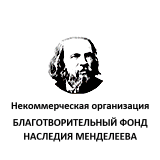 Некоммерческая организация
БЛАГОТВОРИТЕЛЬНЫЙ ФОНД
НАСЛЕДИЯ МЕНДЕЛЕЕВА